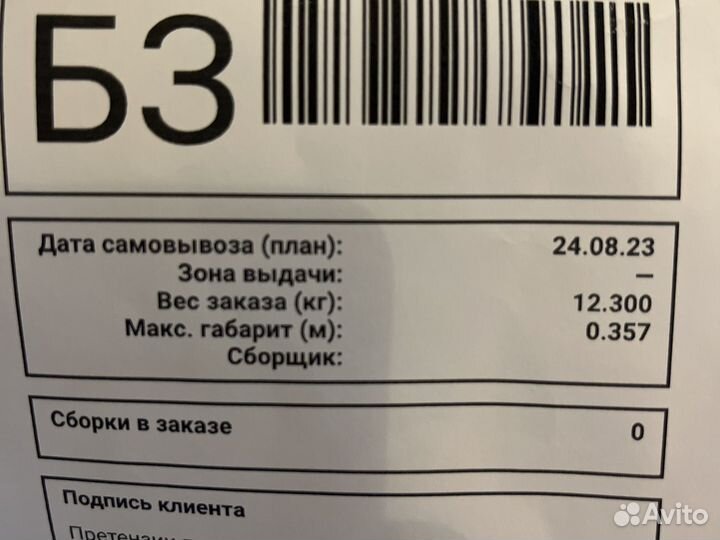 БЗ
Дата самовывоза (план): 24.08.23
Зона выдачи: —
Вес заказа (кг): 12.300
Макс. габарит (м): 0.357
Сборщик:
Сборки в заказе 0
Подпись клиента
Avito